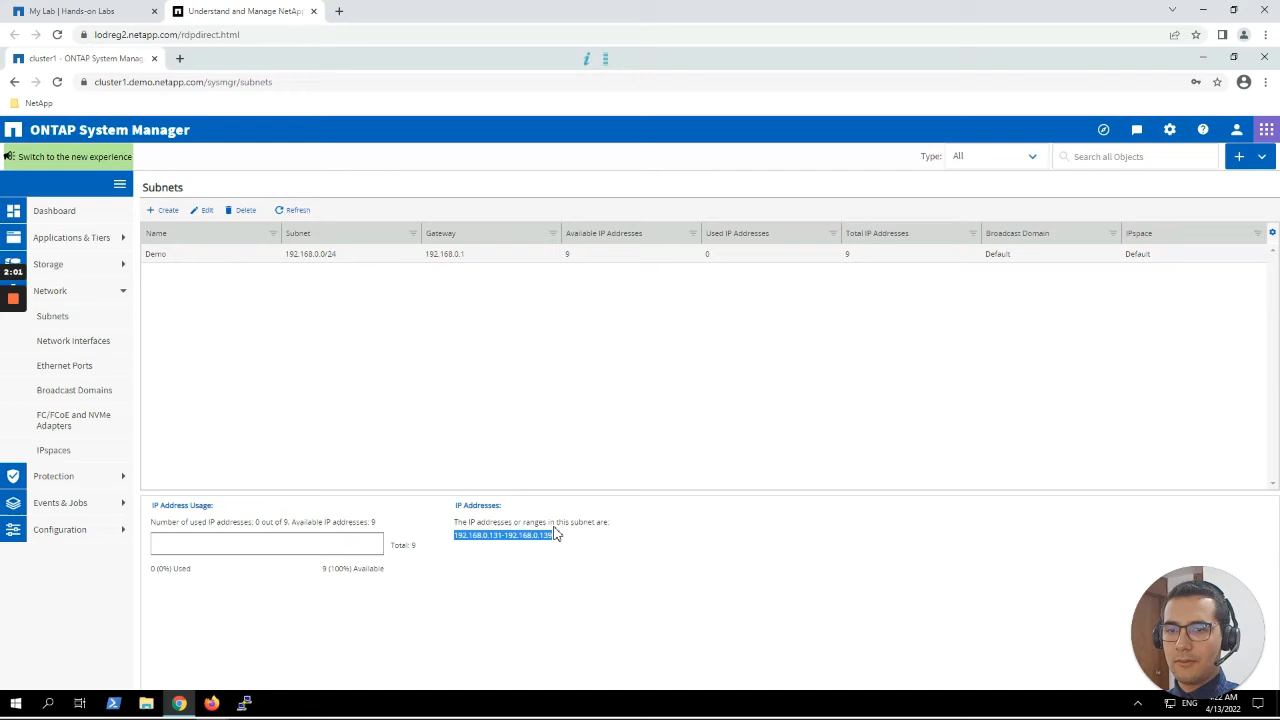 My Lab | Hands-on Labs
Understand and Manage NetAp
lodreg2.netapp.com/rdpdirect.html
cluster1 - ONTAP System Manag
cluster1.demo.netapp.com/sysmgr/subnets
NetApp
ONTAP System Manager
Switch to the new experience
Type: All
Search all Objects
Subnets
Create Edit Delete Refresh
Name Subnet Gateway Available IP Addresses Used IP Addresses Total IP Addresses Broadcast Domain IPspace
Demo 192.168.0.0/24 192.168.0.1 9 0 9 Default Default
Dashboard
Applications & Tiers
Storage
2:01
Network
Subnets
Network Interfaces
Ethernet Ports
Broadcast Domains
FC/FCoE and NVMe
Adapters
IPspaces
Protection
Events & Jobs
Configuration
IP Address Usage:
Number of used IP addresses: 0 out of 9. Available IP addresses: 9
Total: 9
0 (0%) Used
9 (100%) Available
IP Addresses:
The IP addresses or ranges in this subnet are:
192.168.0.131-192.168.0.139
ENG
:22 AM
4/13/2022